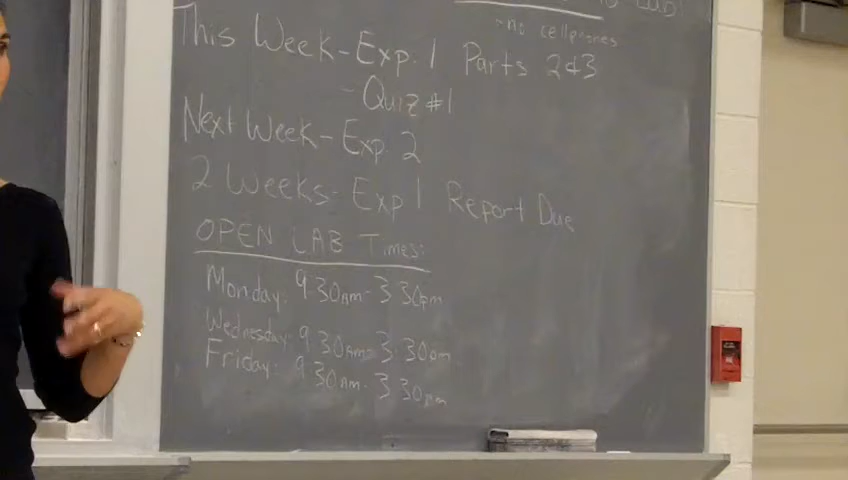 - no cellphones
This Week - Exp. 1 Parts 2 & 3
- Quiz #1
Next Week - Exp. 2
2 Weeks - Exp 1 Report Due
OPEN LAB Times:
Monday: 9:30am - 3:30pm
Wednesday: 9:30am - 3:30pm
Friday: 9:30am - 3:30pm